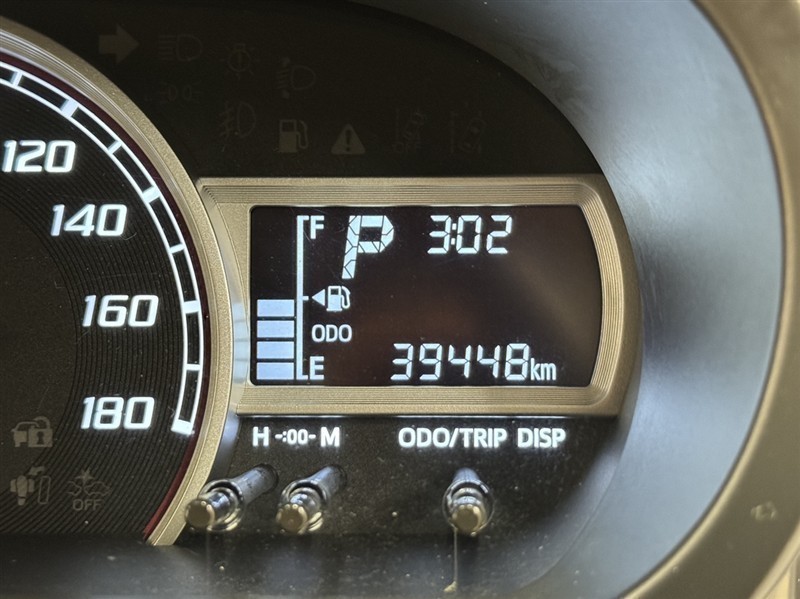 120
140
160
180
F
P 3:02
ODO
E 39448km
H -:00- M
ODO/TRIP DISP
OFF